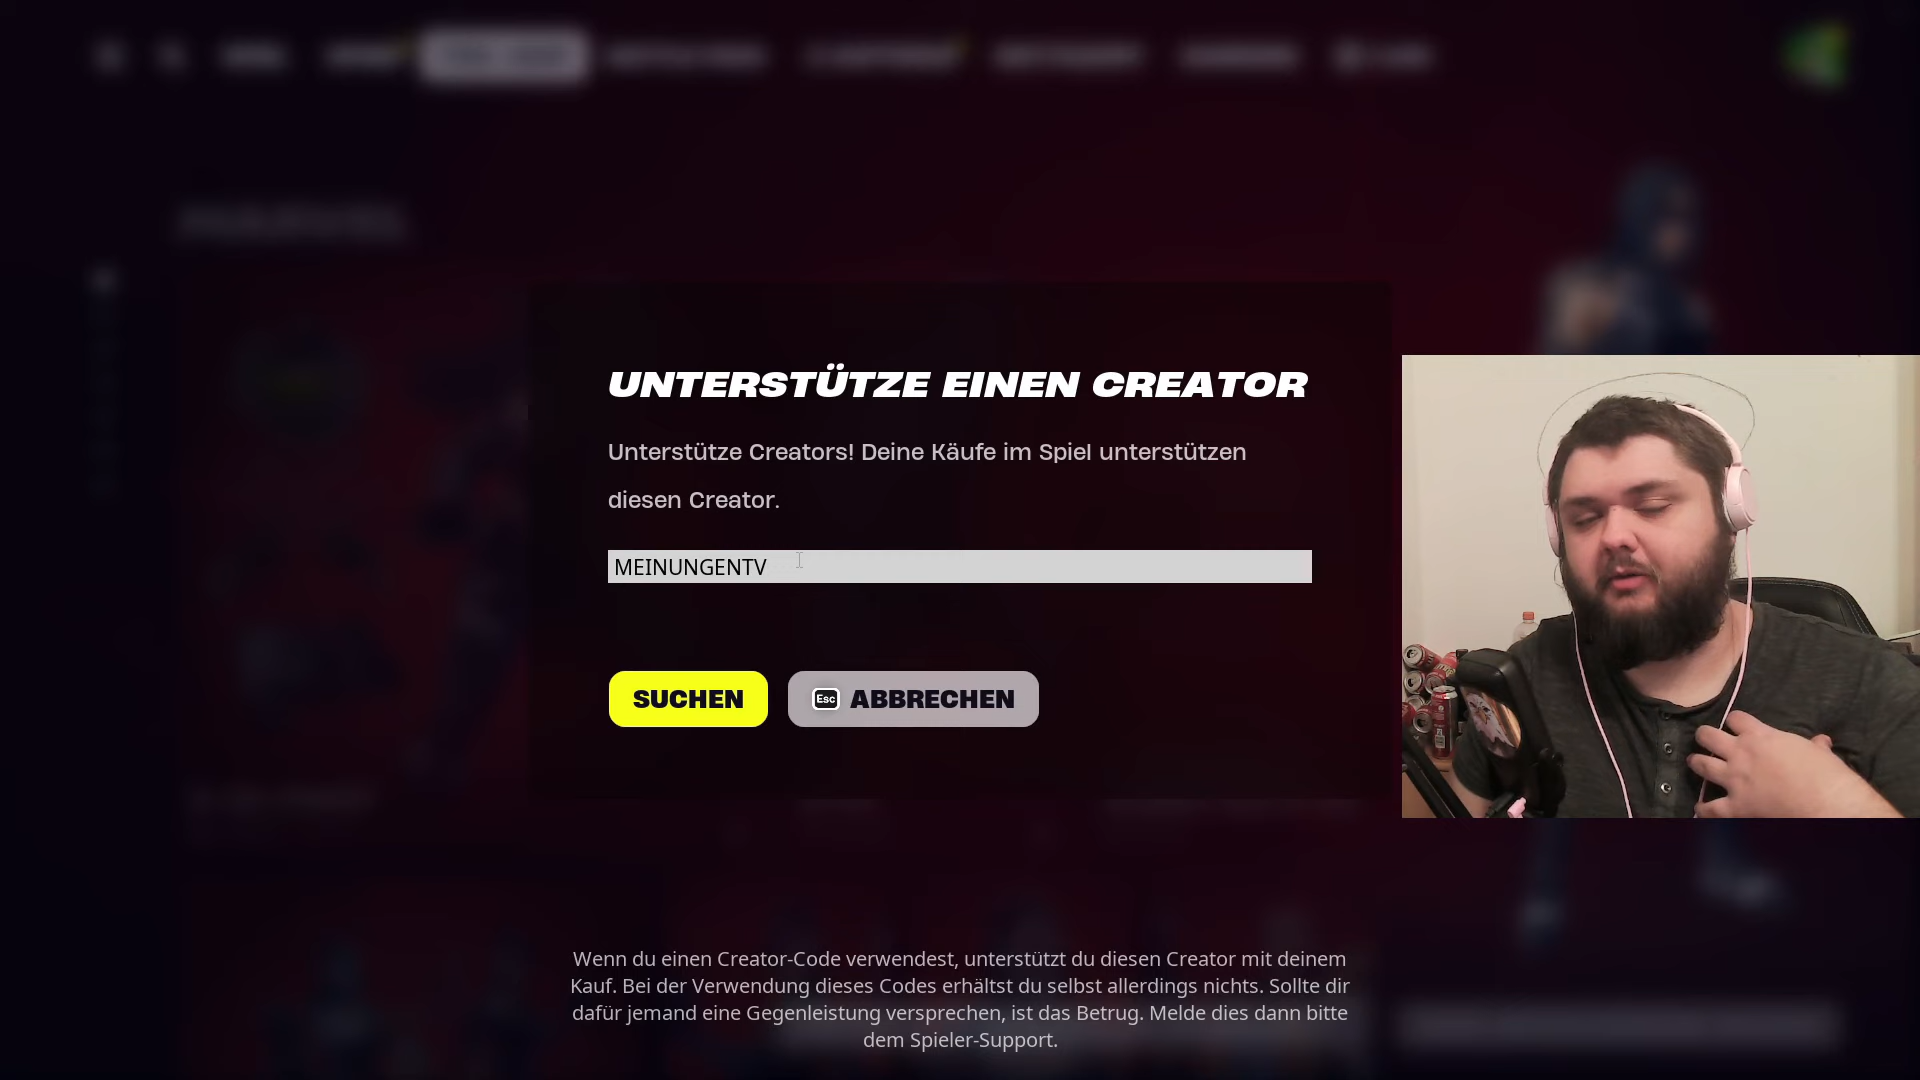 UNTERSTÜTZE EINEN CREATOR
Unterstütze Creators! Deine Käufe im Spiel unterstützen
diesen Creator.
MEINUNGENTV
SUCHEN
Esc ABBRECHEN
Wenn du einen Creator-Code verwendest, unterstützt du diesen Creator mit deinem
Kauf. Bei der Verwendung dieses Codes erhältst du selbst allerdings nichts. Sollte dir
dafür jemand eine Gegenleistung versprechen, ist das Betrug. Melde dies dann bitte
dem Spieler-Support.